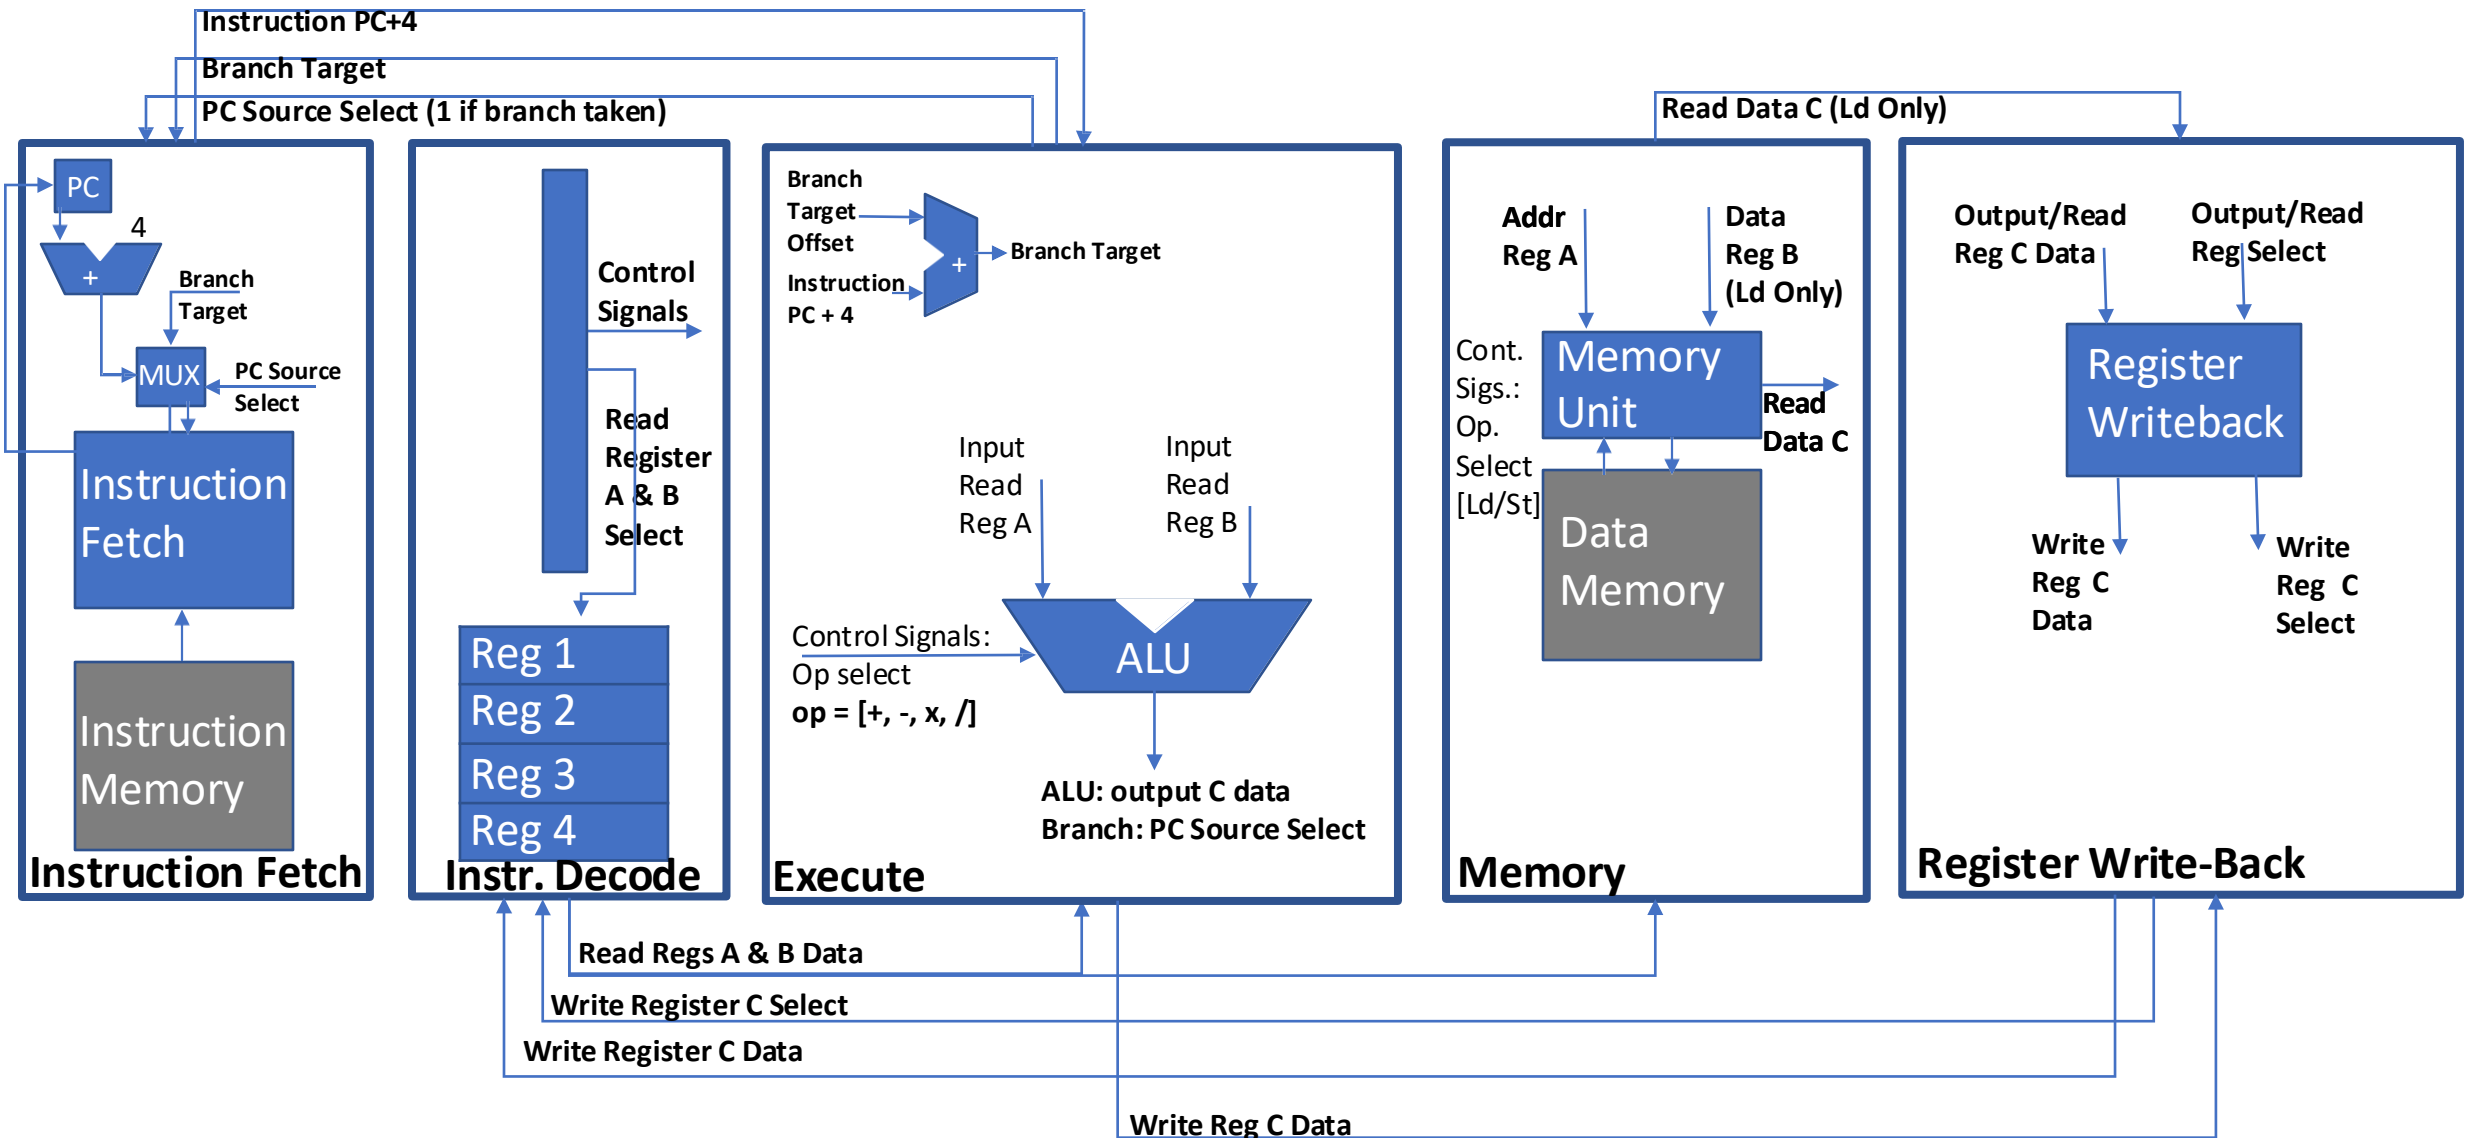 Instruction PC+4
Branch Target
PC Source Select (1 if branch taken)
Read Data C (Ld Only)
PC
4
+
Branch
Target
MUX
PC Source
Select
Instruction
Fetch
Instruction
Memory
Instruction Fetch
Control
Signals
Read
Register
A & B
Select
Reg 1
Reg 2
Reg 3
Reg 4
Instr. Decode
Branch
Target
Offset
Instruction
PC + 4
+
Branch Target
Input
Read
Reg A
Input
Read
Reg B
Control Signals:
Op select
op = [+, -, x, /]
ALU
ALU: output C data
Branch: PC Source Select
Execute
Addr
Reg A
Data
Reg B
(Ld Only)
Cont.
Sigs.:
Op.
Select
[Ld/St]
Memory
Unit
Read
Data C
Data
Memory
Memory
Output/Read
Reg C Data
Output/Read
Reg Select
Register
Writeback
Write
Reg C
Data
Write
Reg C
Select
Register Write-Back
Read Regs A & B Data
Write Register C Select
Write Register C Data
Write Reg C Data